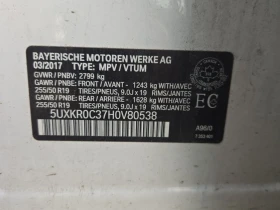 BAYERISCHE MOTOREN WERKE AG
03/2017 TYPE: MPV / VTUM
GVWR / PNBV: 2799 kg
GAWR / PNBE: FRONT / AVANT - 1243 kg WITH/AVEC
255/50 R19 TIRES/PNEUS, 9.0J x 19 RIMS/JANTES
GAWR / PNBE: REAR / ARRIERE - 1628 kg WITH/AVEC
255/50 R19 TIRES/PNEUS, 9.0J x 19 RIMS/JANTES
5UXKR0C37H0V80538
EC
A96/0